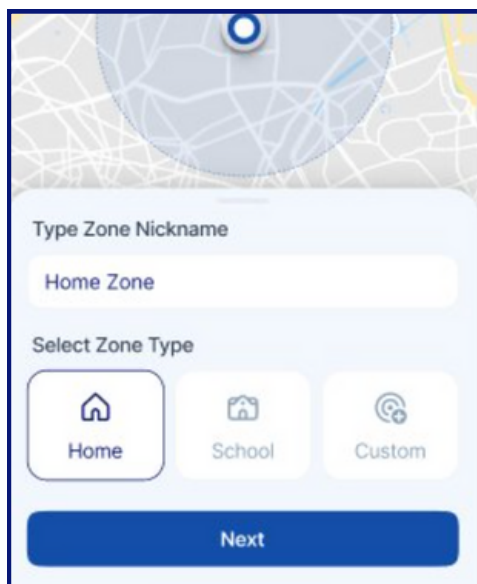 Type Zone Nickname
Home Zone
Select Zone Type
Home School Custom
Next